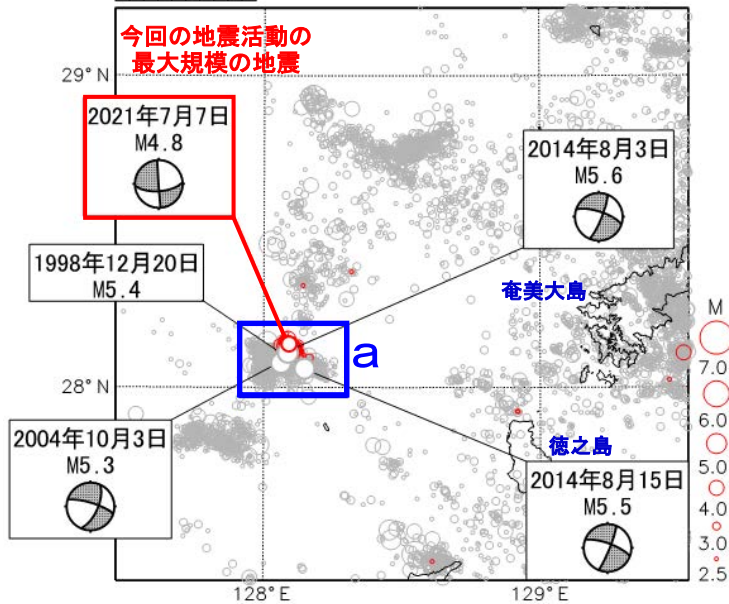 今回の地震活動の
最大規模の地震
29°N
2021年7月7日
M4.8
2014年8月3日
M5.6
1998年12月20日
M5.4
奄美大島
M
a
7.0
28°N
6.0
2004年10月3日
M5.3
徳之島
5.0
2014年8月15日
M5.5
4.0
3.0
2.5
128°E
129°E